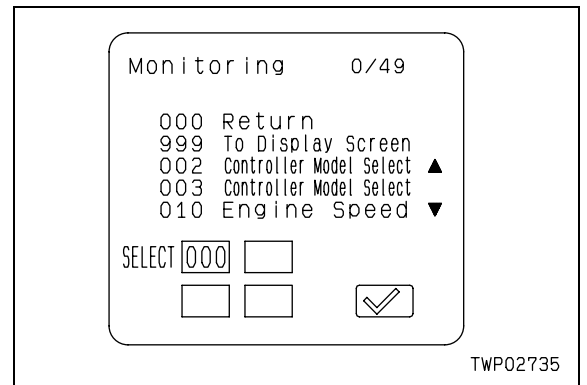 Monitoring 0/49
000 Return
999 To Display Screen
002 Controller Model Select ▲
003 Controller Model Select
010 Engine Speed ▼
SELECT 000
TWP02735